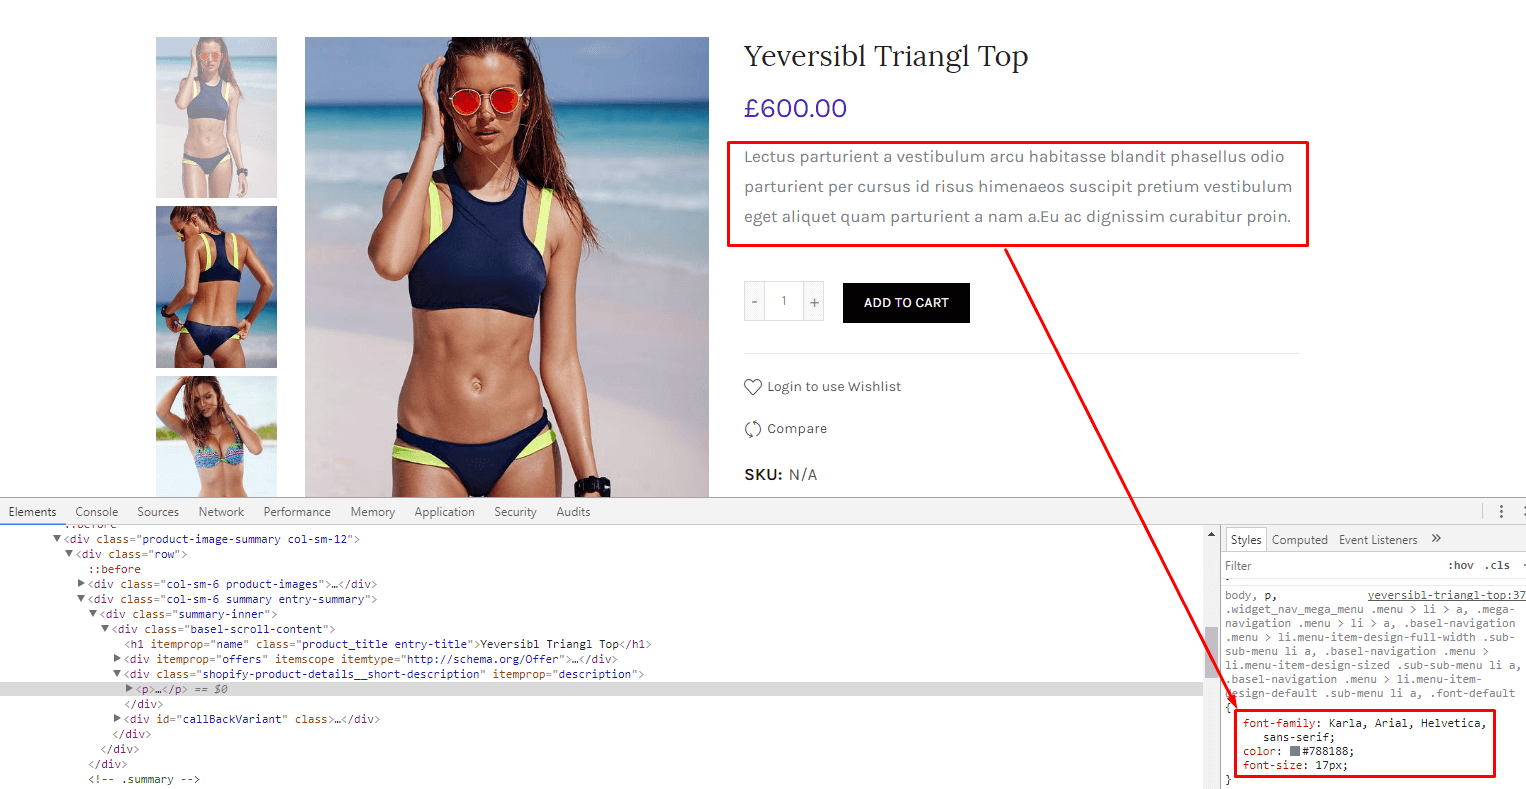 Yeversibl Triangl Top
£600.00
Lectus parturient a vestibulum arcu habitasse blandit phasellus odio
parturient per cursus id risus himenaeos suscipit pretium vestibulum
eget aliquet quam parturient a nam a.Eu ac dignissim curabitur proin.
- 1 + ADD TO CART
Login to use Wishlist
Compare
SKU: N/A
Elements Console Sources Network Performance Memory Application Security Audits
::before
▼<div class="product-image-summary col-sm-12">
▼<div class="row">
::before
▶<div class="col-sm-6 product-images">…</div>
▼<div class="col-sm-6 summary entry-summary">
▼<div class="summary-inner">
▼<div class="basel-scroll-content">
<h1 itemprop="name" class="product_title entry-title">Yeversibl Triangl Top</h1>
▶<div itemprop="offers" itemscope itemtype="http://schema.org/Offer">…</div>
▼<div class="shopify-product-details__short-description" itemprop="description">
▶<p>…</p> == $0
</div>
▶<div id="callBackVariant" class>…</div>
</div>
</div>
</div>
<!-- .summary -->
Styles Computed Event Listeners »
Filter :hov .cls
body, p, yeversibl-triangl-top:37
.widget_nav_mega_menu .menu > li > a, .mega-
navigation .menu > li > a, .basel-navigation
.menu > li.menu-item-design-full-width .sub-
sub-menu li a, .basel-navigation .menu >
li.menu-item-design-sized .sub-sub-menu li a,
.basel-navigation .menu > li.menu-item-
design-default .sub-menu li a, .font-default
{
font-family: Karla, Arial, Helvetica,
sans-serif;
color: #788188;
font-size: 17px;
}